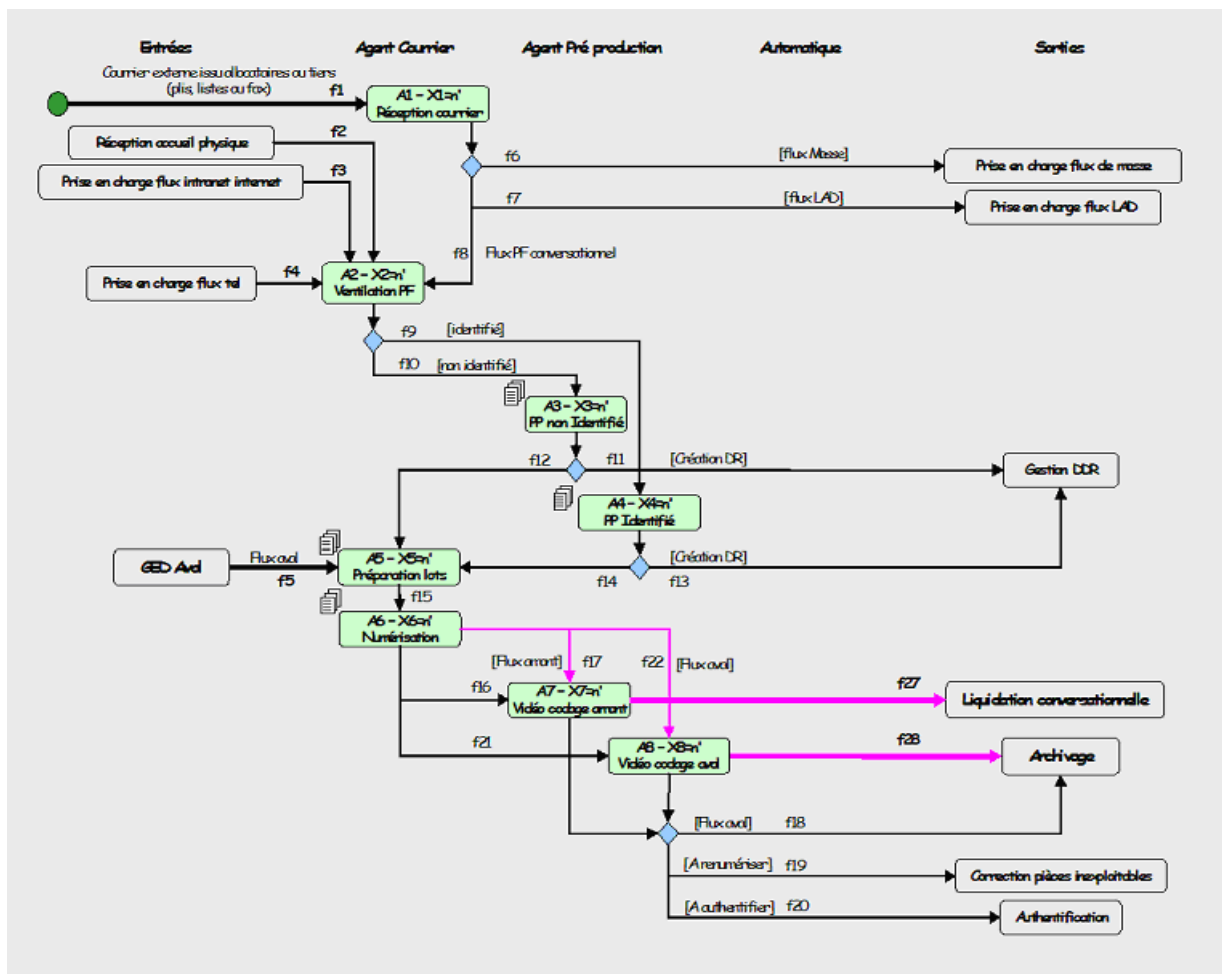 Entrées Agent Courrier Agent Pré production Automatique Sorties
Courrier externe issu allocataires ou tiers
(plis, listes ou fax)
f1
A1 - X1=n'
Réception courrier
Réception accueil physique
f2
f6
[flux Masse]
Prise en charge flux de masse
Prise en charge flux intranet internet
f3
f7
[flux LAD]
Prise en charge flux LAD
f8
Flux PF conversationnel
Prise en charge flux tel
f4
A2 - X2=n'
Ventilation PF
f9
[identifié]
f10
[non identifié]
A3 - X3=n'
PP non Identifié
f12
f11
[Création DR]
Gestion DDR
A4 - X4=n'
PP Identifié
GED Aval
Flux aval
f5
A5 - X5=n'
Préparation lots
f14
[Création DR]
f13
f15
A6 - X6=n'
Numérisation
[Flux amant]
f17
f22
[Flux aval]
f16
A7 - X7=n'
Vidéo codage amant
f27
Liquidation conversationnelle
f21
A8 - X8=n'
Vidéo codage aval
f28
Archivage
[Flux aval]
f18
[A renumériser]
f19
Correction pièces inexploitables
[A authentifier]
f20
Authentification